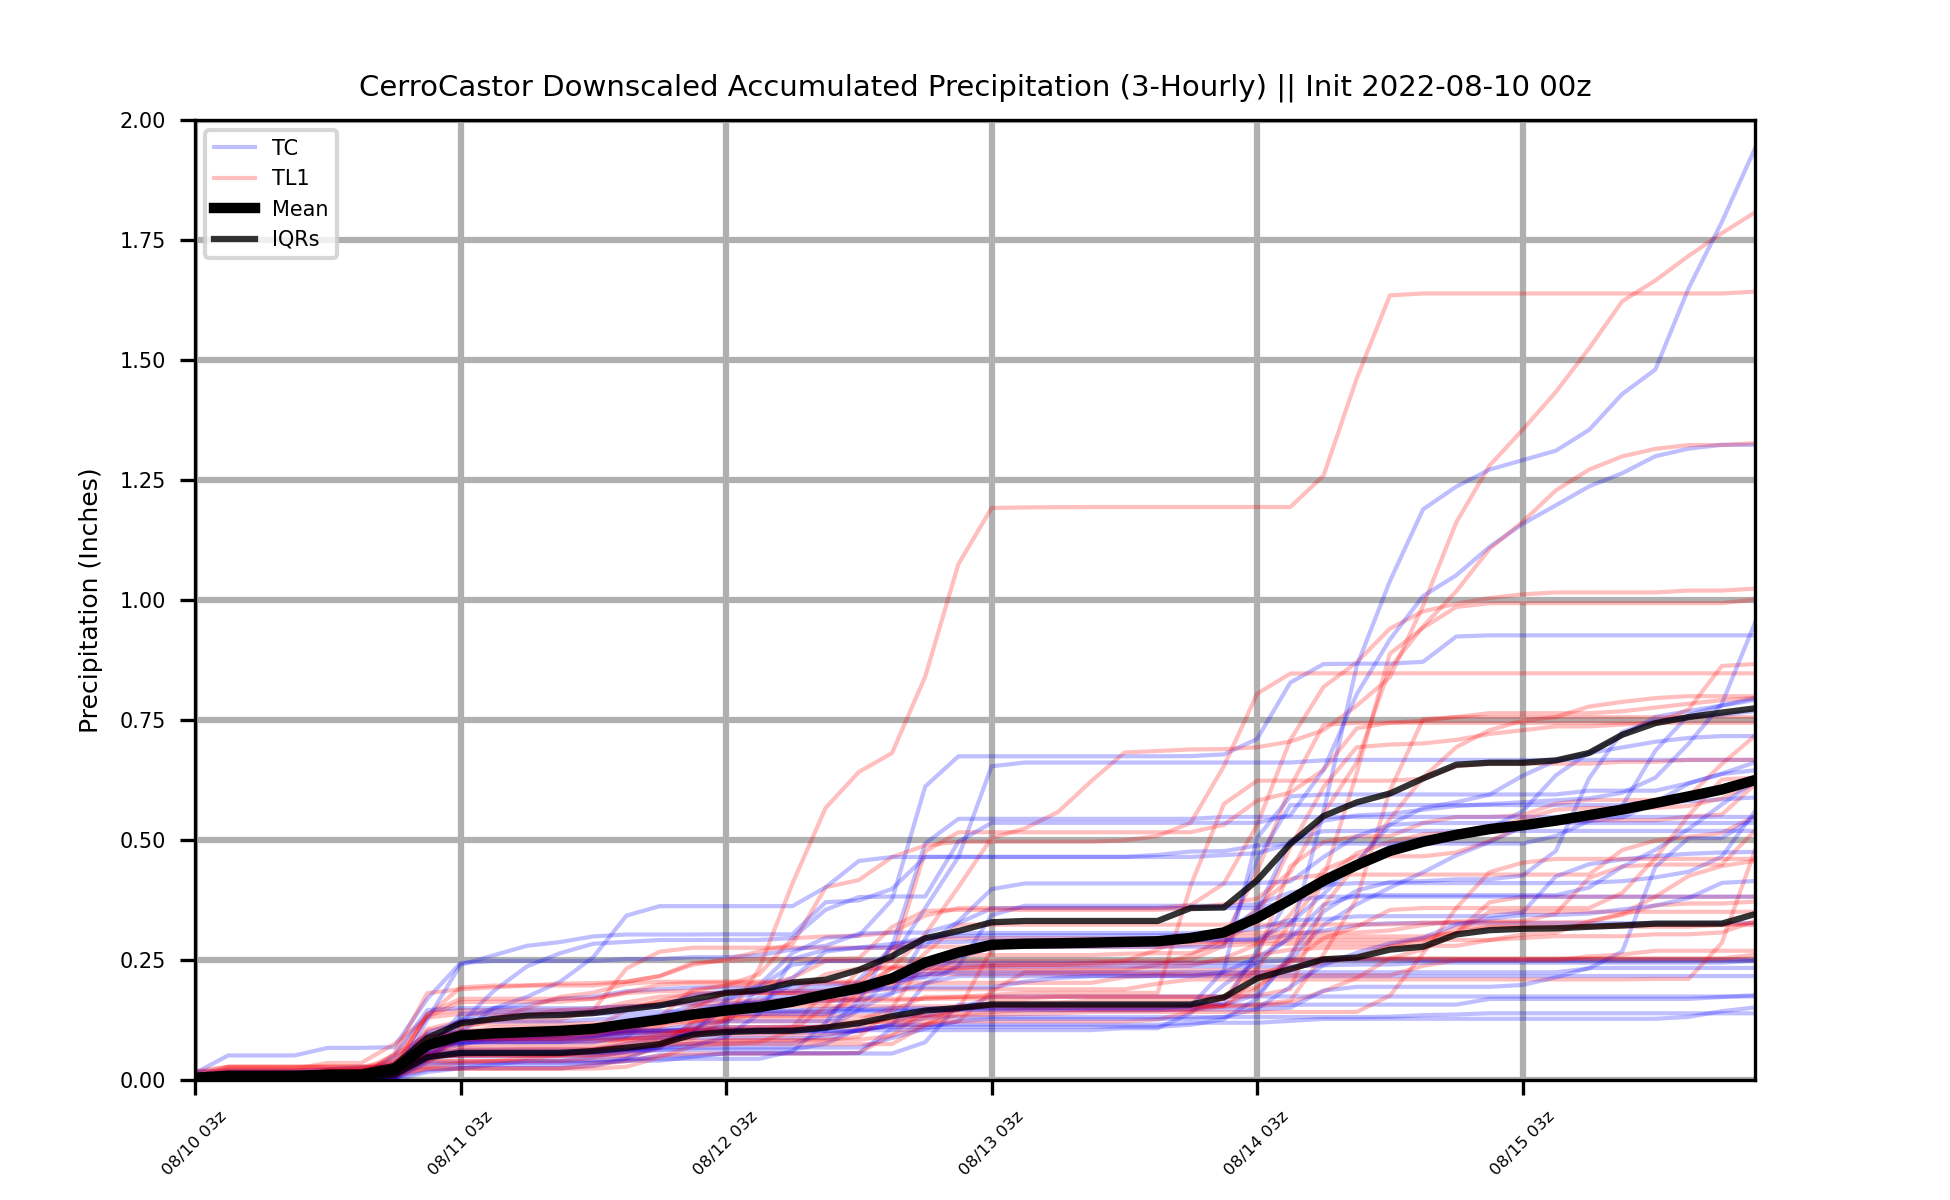 CerroCastor Downscaled Accumulated Precipitation (3-Hourly) || Init 2022-08-10 00z
TC
TL1
Mean
IQRs
Precipitation (Inches)
2.00
1.75
1.50
1.25
1.00
0.75
0.50
0.25
0.00
08/10 03z
08/11 03z
08/12 03z
08/13 03z
08/14 03z
08/15 03z